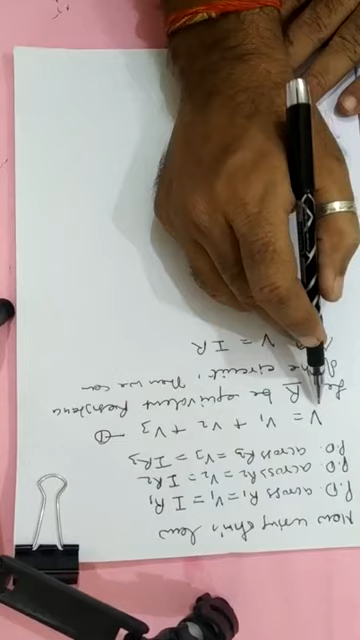 Now using ohm's law
P.D across R1 = V1 = I R1
P.D across R2 = V2 = I R2
P.D. across R3 = V3 = I R3
V = V1 + V2 + V3 — ①
Let R be equivalent Resistance
the circuit, Then we can
V = I R